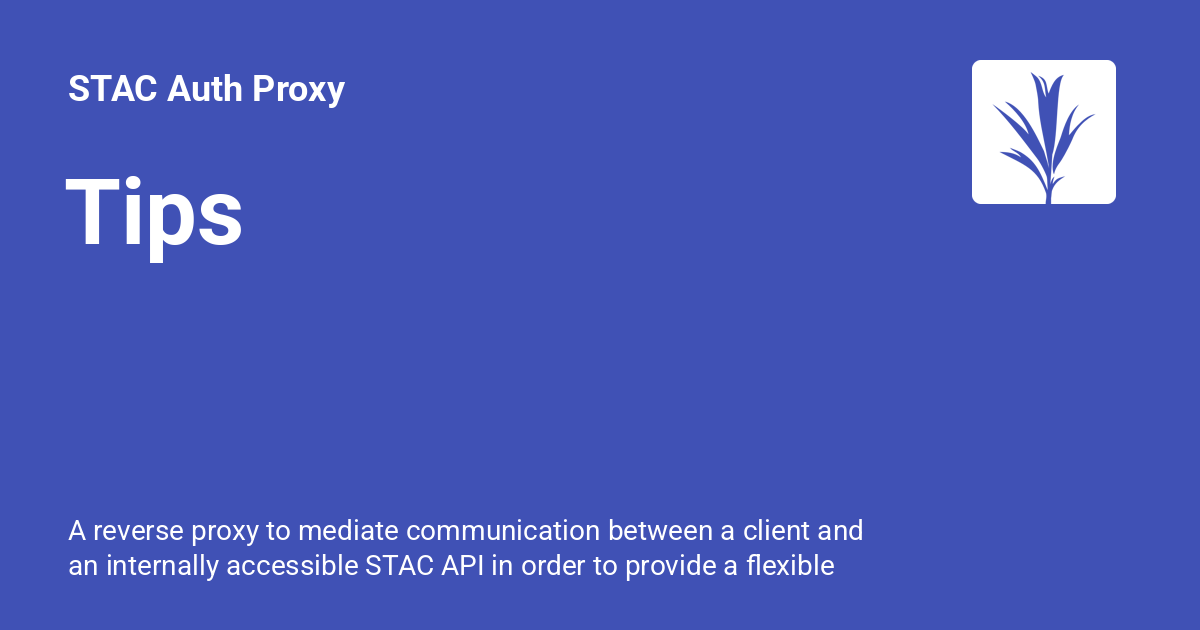 STAC Auth Proxy
Tips
A reverse proxy to mediate communication between a client and
an internally accessible STAC API in order to provide a flexible